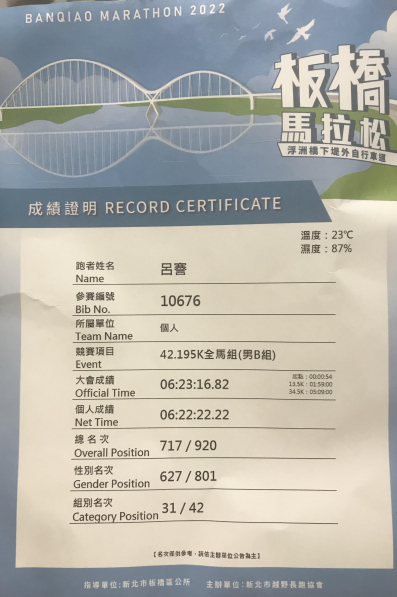 BANQIAO MARATHON 2022
板橋
馬拉松
浮洲橋下堤外自行車道
成績證明 RECORD CERTIFICATE
溫度：23℃
濕度：87%
跑者姓名
Name
呂謇
參賽編號
Bib No.
10676
所屬單位
Team Name
個人
競賽項目
Event
42.195K全馬組(男B組)
大會成績
Official Time
06:23:16.82
起點：00:00:54
13.5K：01:59:00
34.5K：05:09:00
個人成績
Net Time
06:22:22.22
總名次
Overall Position
717 / 920
性別名次
Gender Position
627 / 801
組別名次
Category Position
31 / 42
【名次僅供參考，訴依主辦單位公告為主】
指導單位:新北市板橋區公所 主辦單位:新北市越野長跑協會